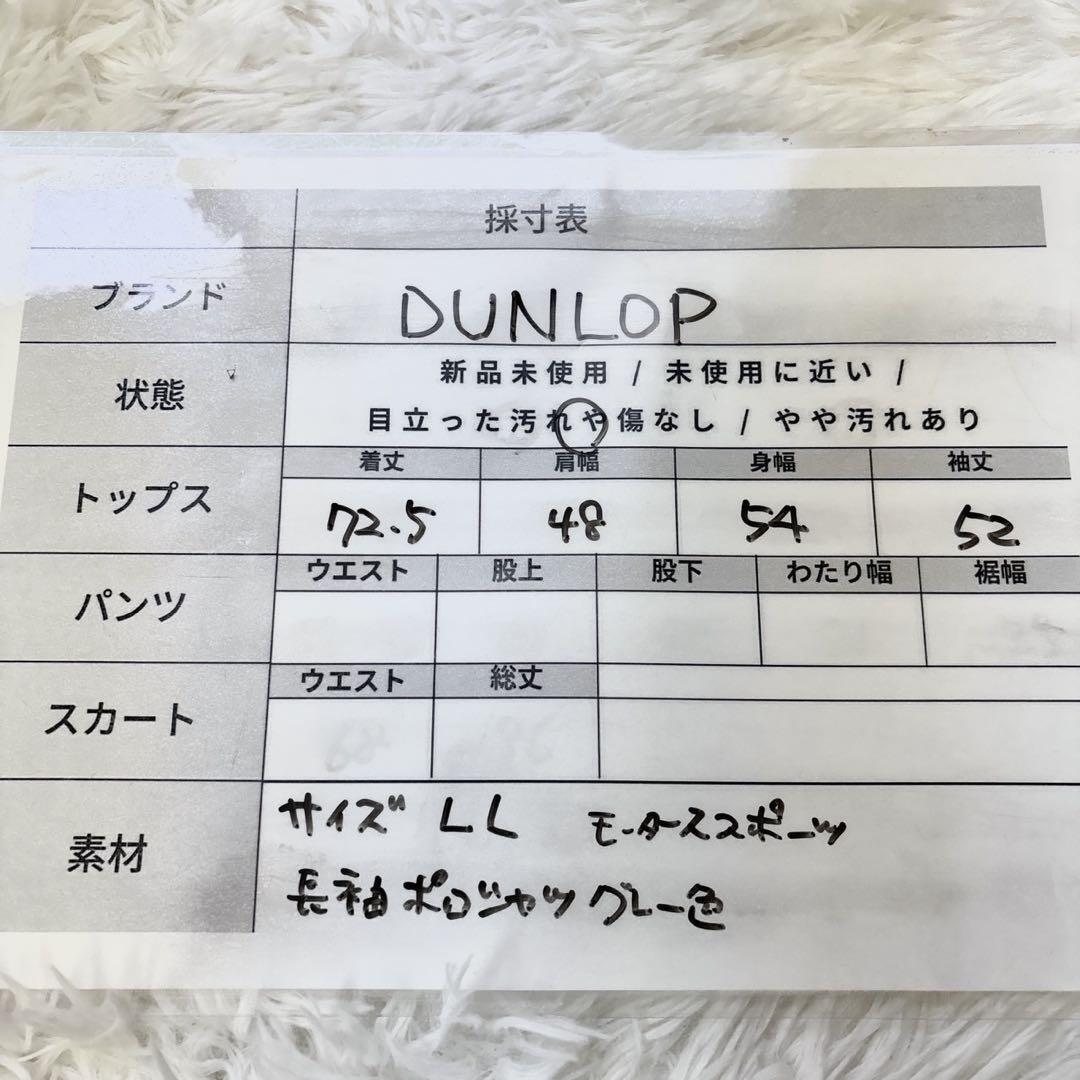 採寸表
ブランド DUNLOP
状態 新品未使用 / 未使用に近い /
目立った汚れや傷なし / やや汚れあり
トップス 着丈 肩幅 身幅 袖丈
72.5 48 54 52
パンツ ウエスト 股上 股下 わたり幅 裾幅
スカート ウエスト 総丈
素材 サイズ LL モーターススポーツ
長袖ポロシャツ グレー色